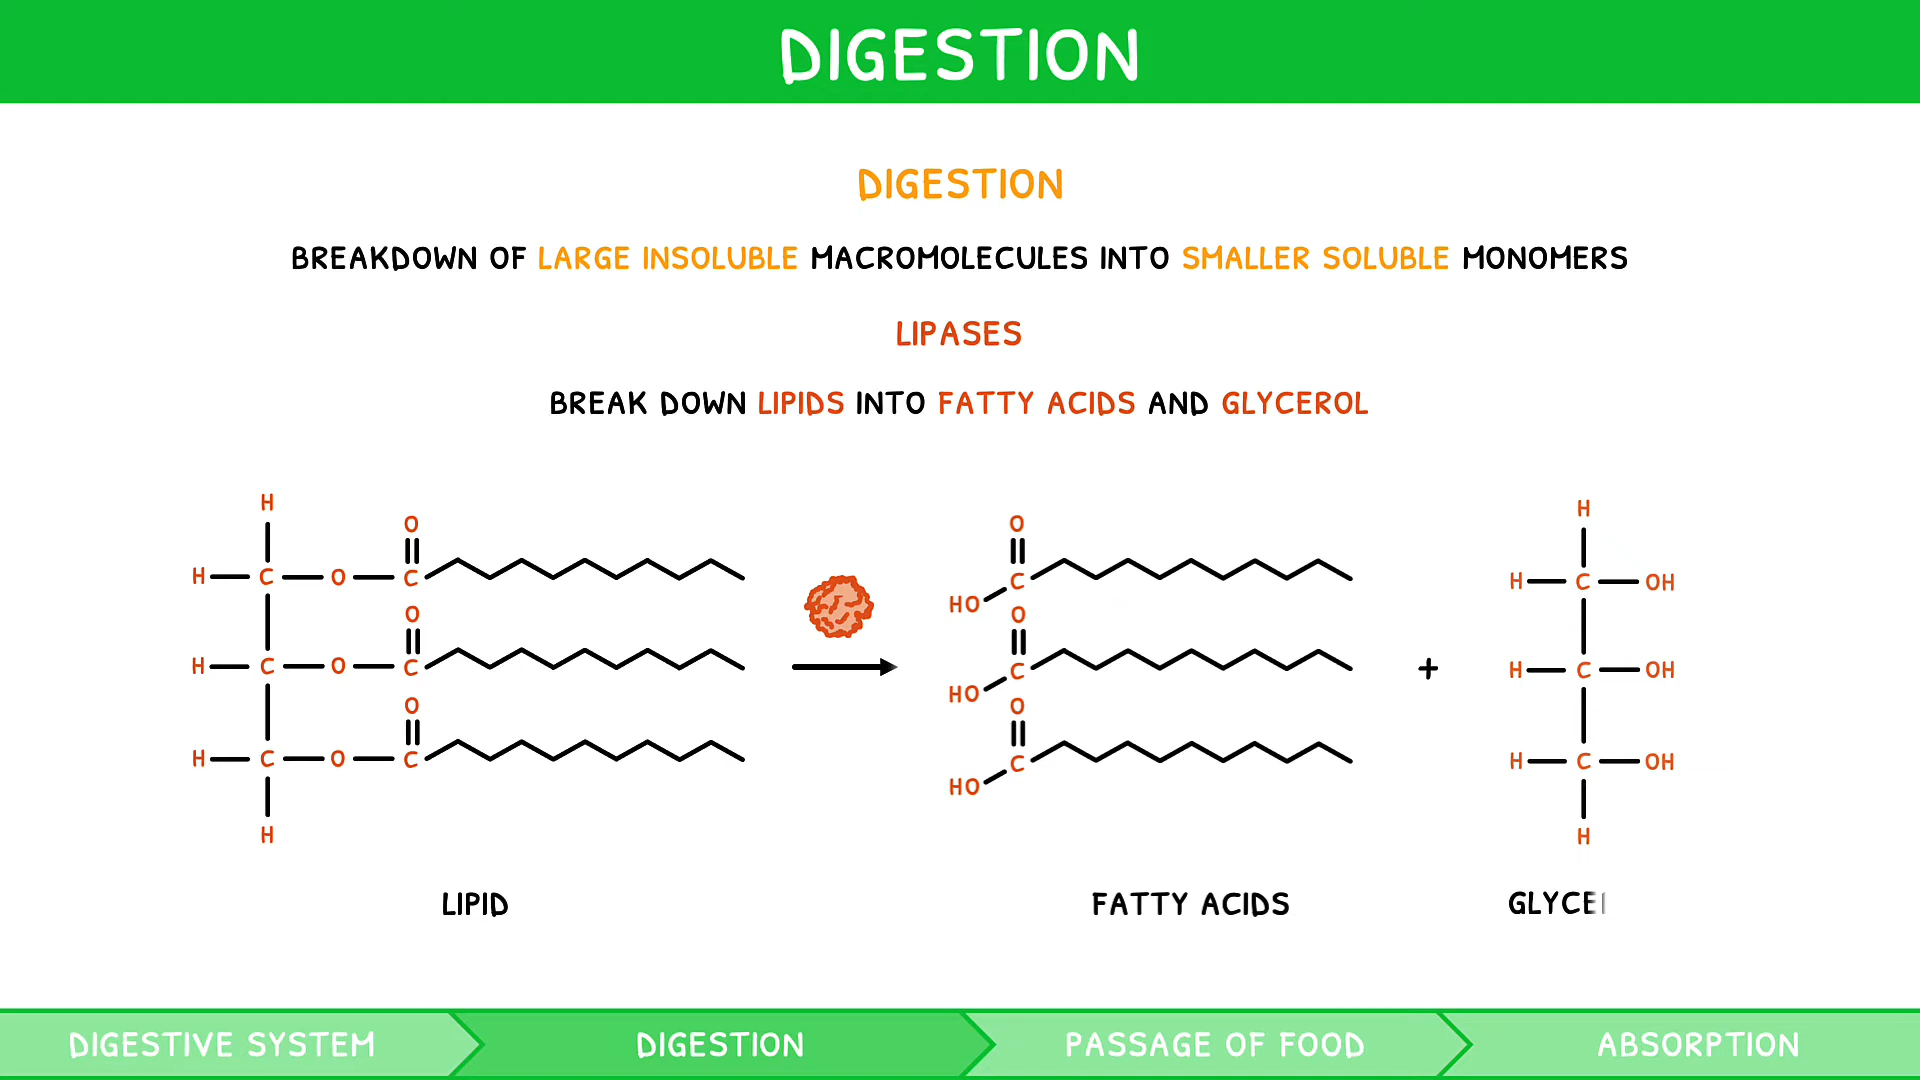 DIGESTION
DIGESTION
BREAKDOWN OF LARGE INSOLUBLE MACROMOLECULES INTO SMALLER SOLUBLE MONOMERS
LIPASES
BREAK DOWN LIPIDS INTO FATTY ACIDS AND GLYCEROL
H O O H
H C O C HO C H C OH
O O
H C O C HO C + H C OH
O O
H C O C HO C H C OH
H H
LIPID FATTY ACIDS GLYCE
DIGESTIVE SYSTEM DIGESTION PASSAGE OF FOOD ABSORPTION